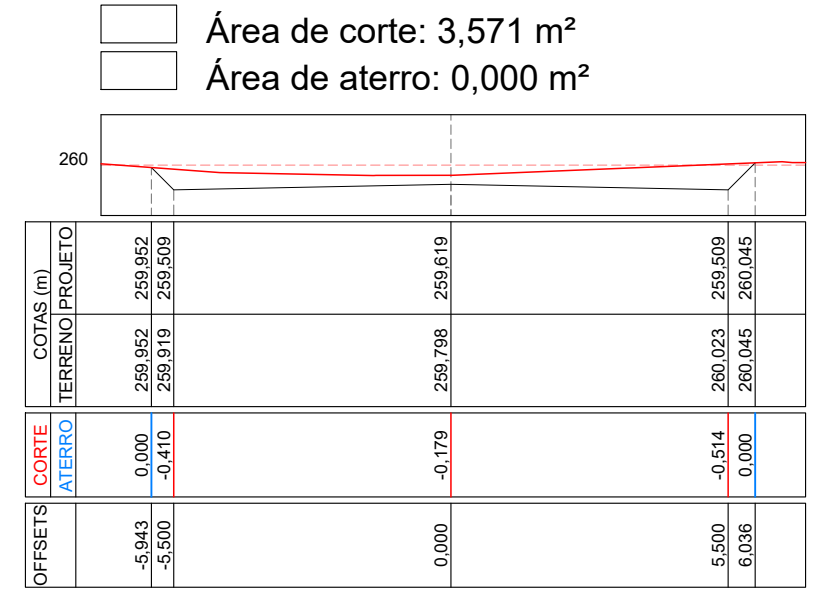 Área de corte: 3,571 m²
Área de aterro: 0,000 m²
260
COTAS (m)
PROJETO
259,952
259,509
259,619
259,509
260,045
TERRENO
259,952
259,919
259,798
260,023
260,045
CORTE
ATERRO
0,000
-0,410
-0,179
-0,514
0,000
OFFSETS
-5,943
-5,500
0,000
5,500
6,036